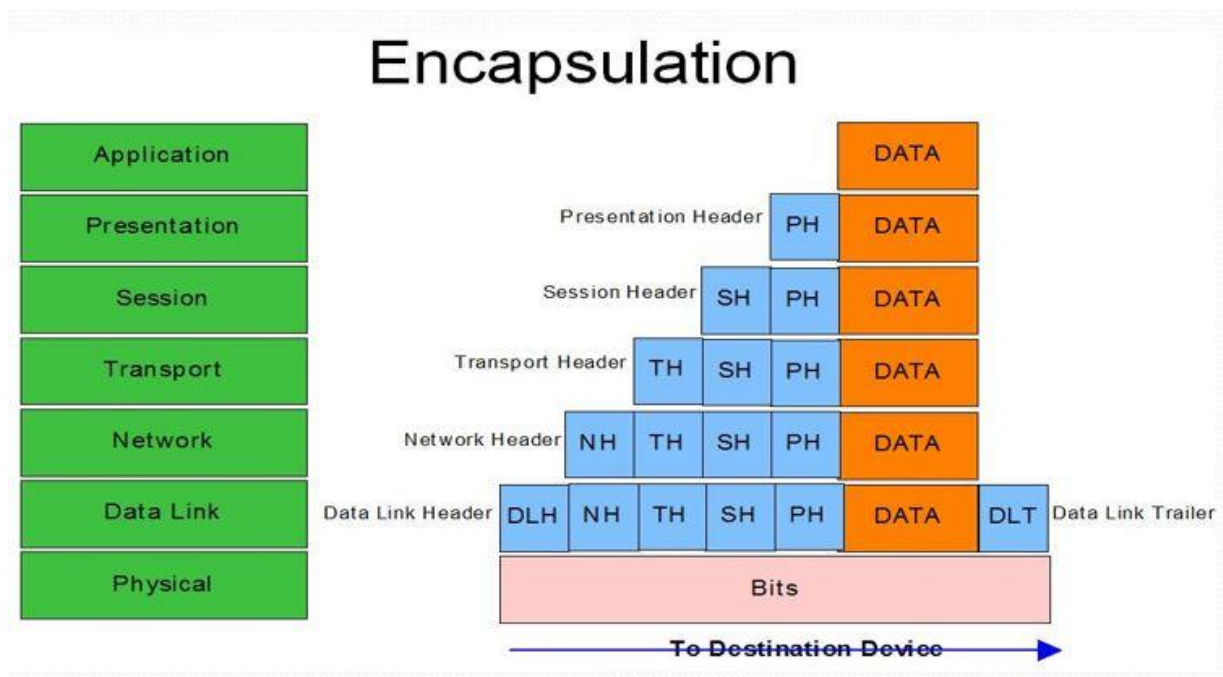 Encapsulation
Application DATA
Presentation Presentation Header PH DATA
Session Session Header SH PH DATA
Transport Transport Header TH SH PH DATA
Network Network Header NH TH SH PH DATA
Data Link Data Link Header DLH NH TH SH PH DATA DLT Data Link Trailer
Physical Bits
To Destination Device